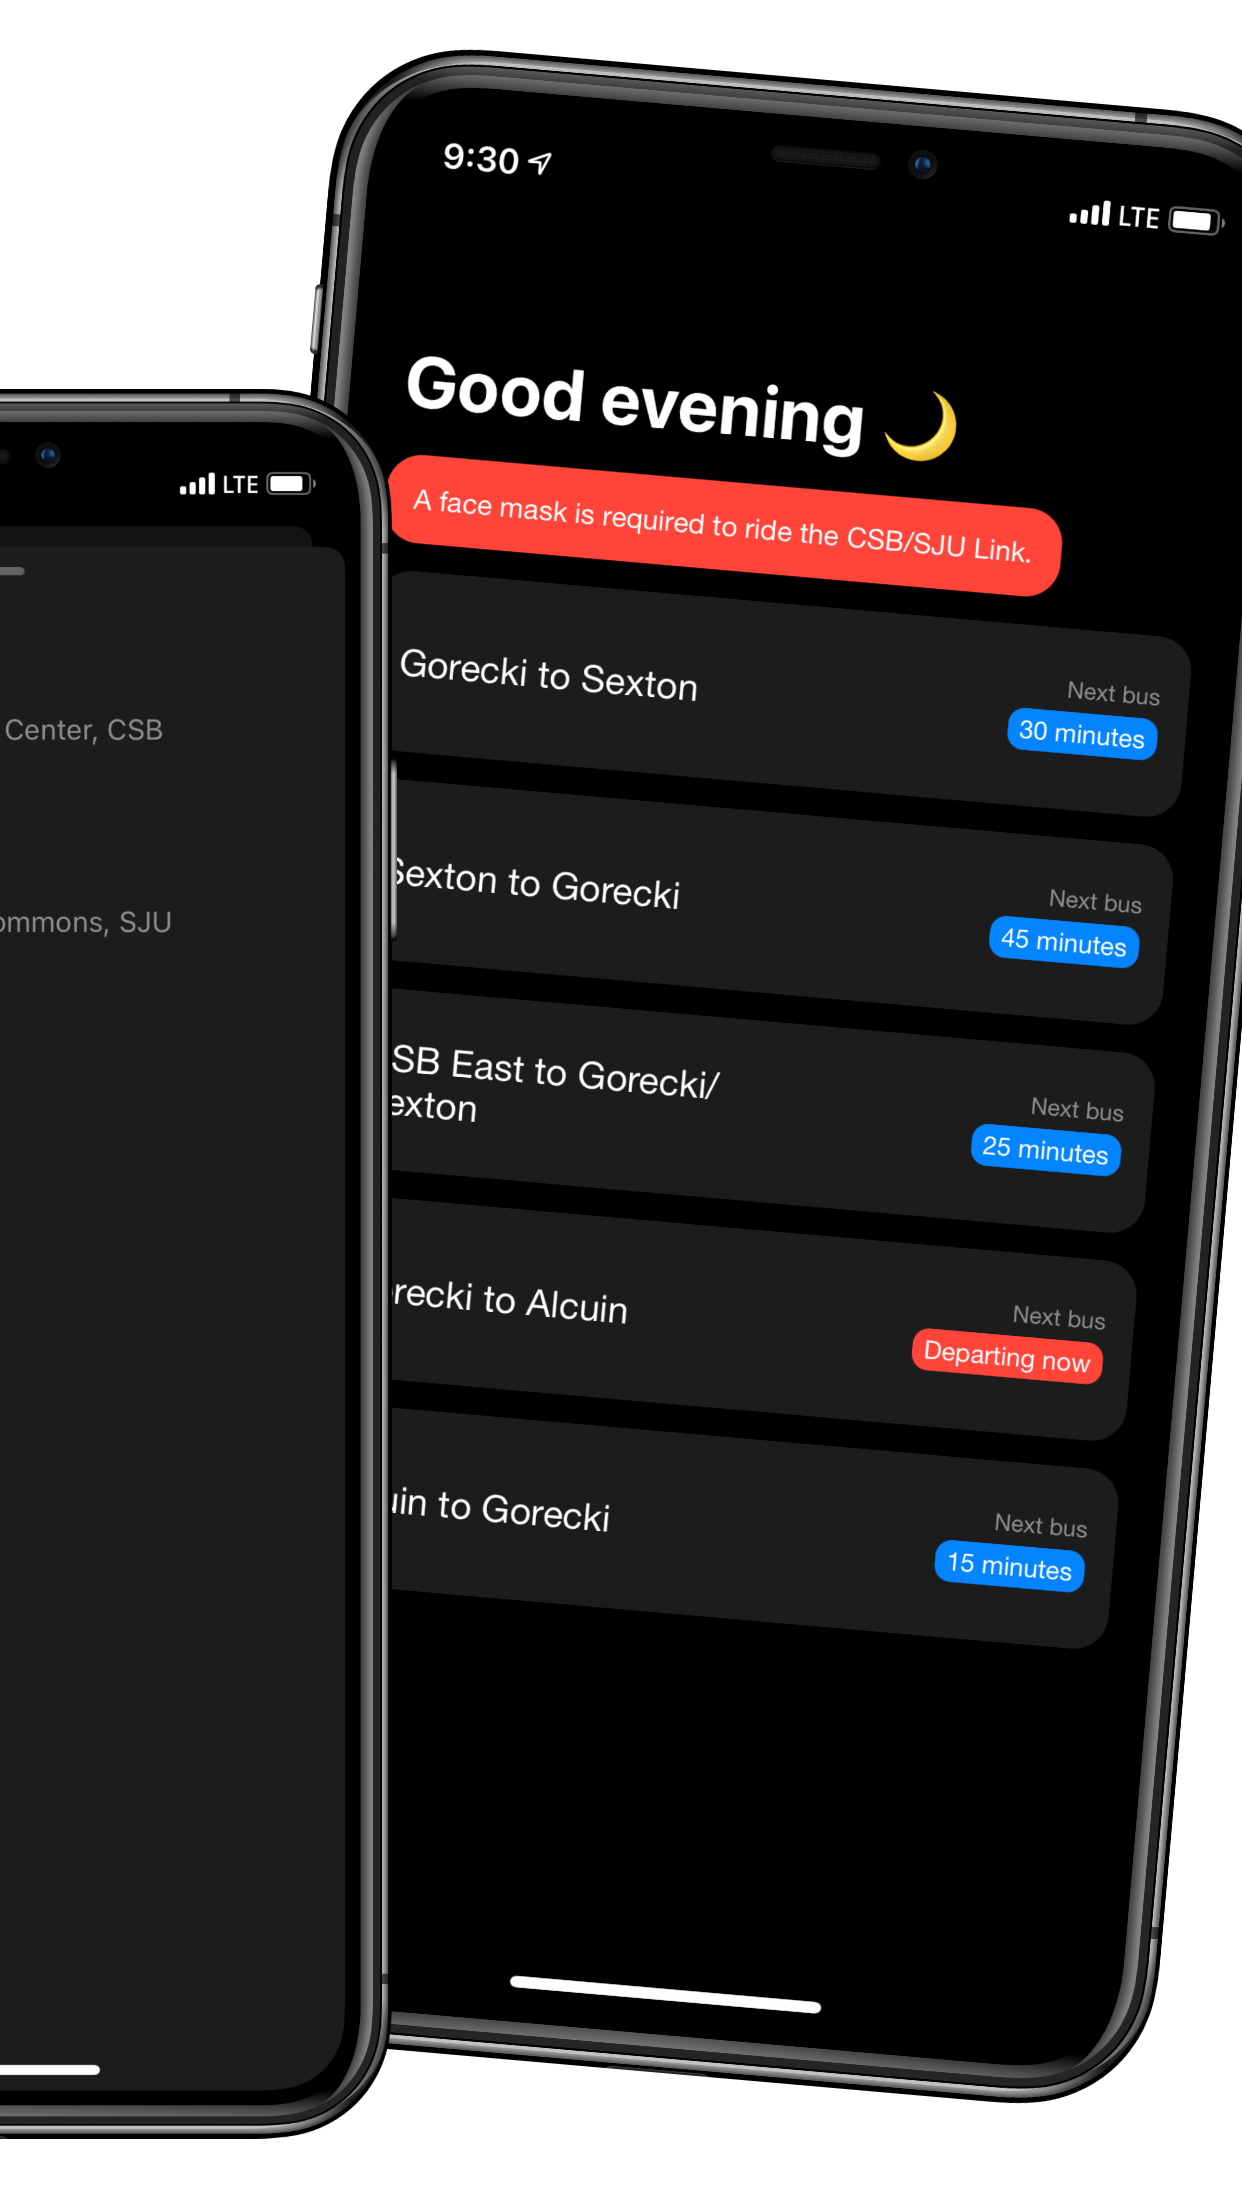 9:30
LTE
Good evening
A face mask is required to ride the CSB/SJU Link.
Gorecki to Sexton
Next bus
30 minutes
Sexton to Gorecki
Next bus
45 minutes
SB East to Gorecki/
exton
Next bus
25 minutes
recki to Alcuin
Next bus
Departing now
uin to Gorecki
Next bus
15 minutes
LTE
Center, CSB
ommons, SJU